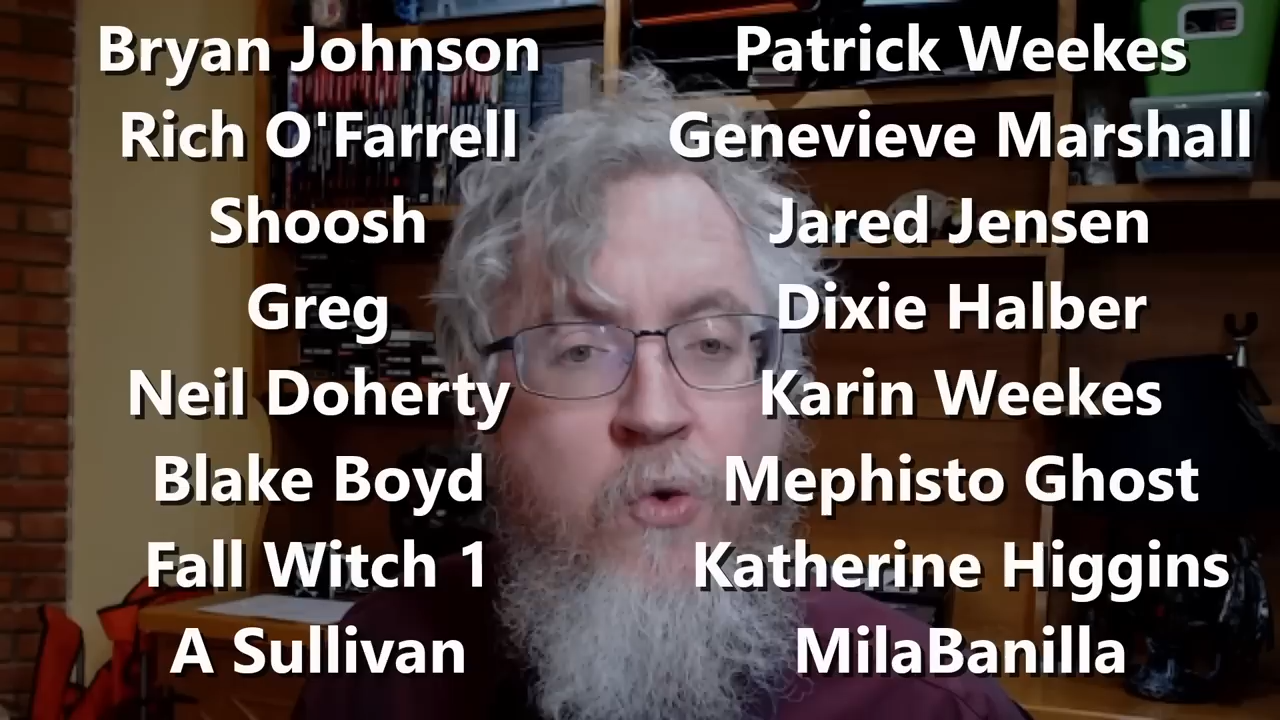 Bryan Johnson
Rich O'Farrell
Shoosh
Greg
Neil Doherty
Blake Boyd
Fall Witch 1
A Sullivan
Patrick Weekes
Genevieve Marshall
Jared Jensen
Dixie Halber
Karin Weekes
Mephisto Ghost
Katherine Higgins
MilaBanilla